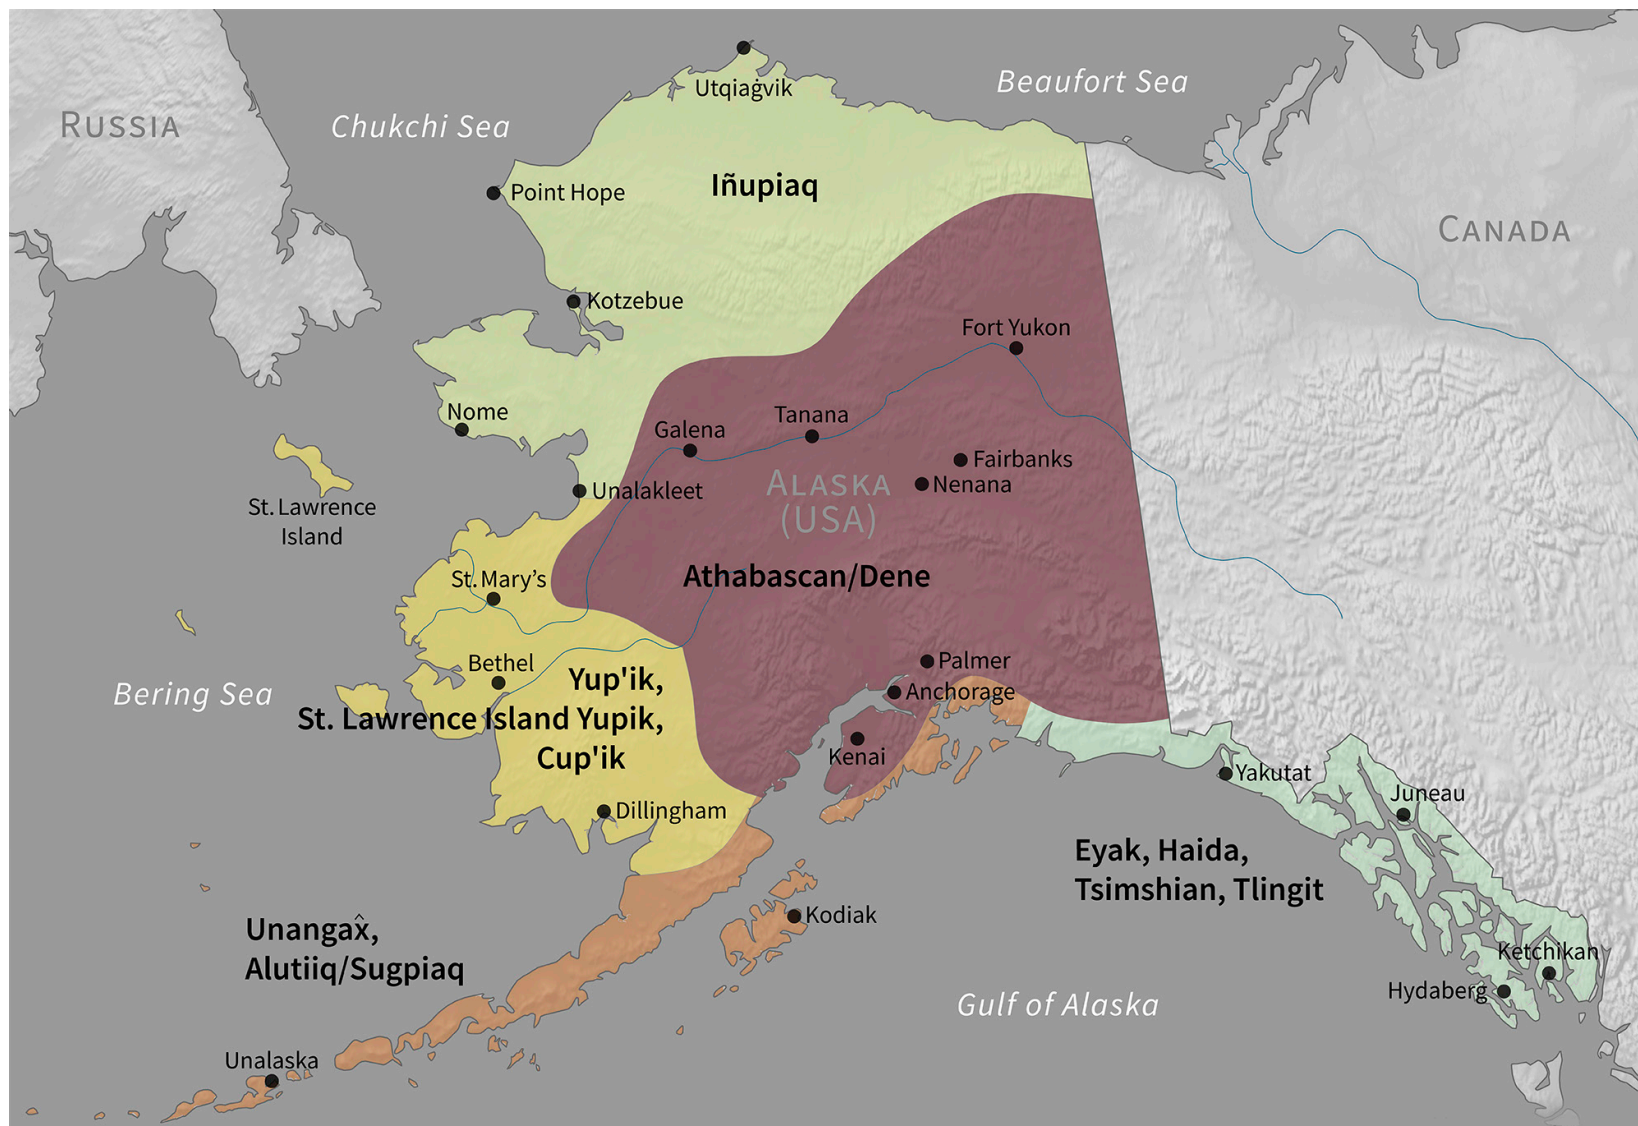 Utqiaġvik
Beaufort Sea
RUSSIA
Chukchi Sea
Iñupiaq
Point Hope
CANADA
Kotzebue
Fort Yukon
Nome
Tanana
Galena
Fairbanks
ALASKA
(USA)
Nenana
Unalakleet
St. Lawrence
Island
St. Mary's
Athabascan/Dene
Bethel
Palmer
Anchorage
Bering Sea
Yup'ik,
St. Lawrence Island Yupik,
Cup'ik
Kenai
Yakutat
Juneau
Dillingham
Eyak, Haida,
Tsimshian, Tlingit
Kodiak
Unangax̂,
Alutiiq/Sugpiaq
Ketchikan
Hydaberg
Gulf of Alaska
Unalaska